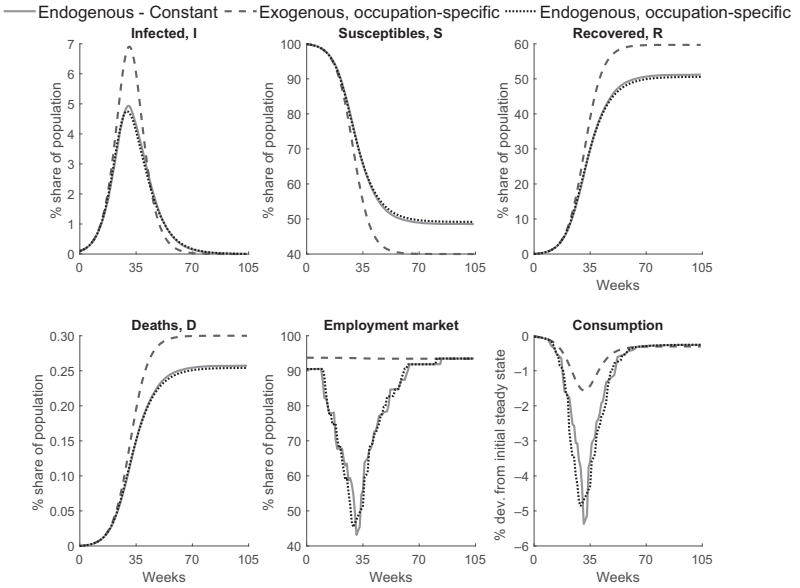 Endogenous - Constant Exogenous, occupation-specific Endogenous, occupation-specific
Infected, I
Susceptibles, S
Recovered, R
% share of population
7
6
5
4
3
2
1
0
0 35 70 105
% share of population
100
90
80
70
60
50
40
0 35 70 105
% share of population
60
50
40
30
20
10
0
0 35 70 105
Weeks
Deaths, D
Employment market
Consumption
% share of population
0.30
0.25
0.20
0.15
0.10
0.05
0
0 35 70 105
Weeks
% share of population
100
90
80
70
60
50
40
0 35 70 105
Weeks
% dev. from initial steady state
0
−1
−2
−3
−4
−5
−6
0 35 70 105
Weeks